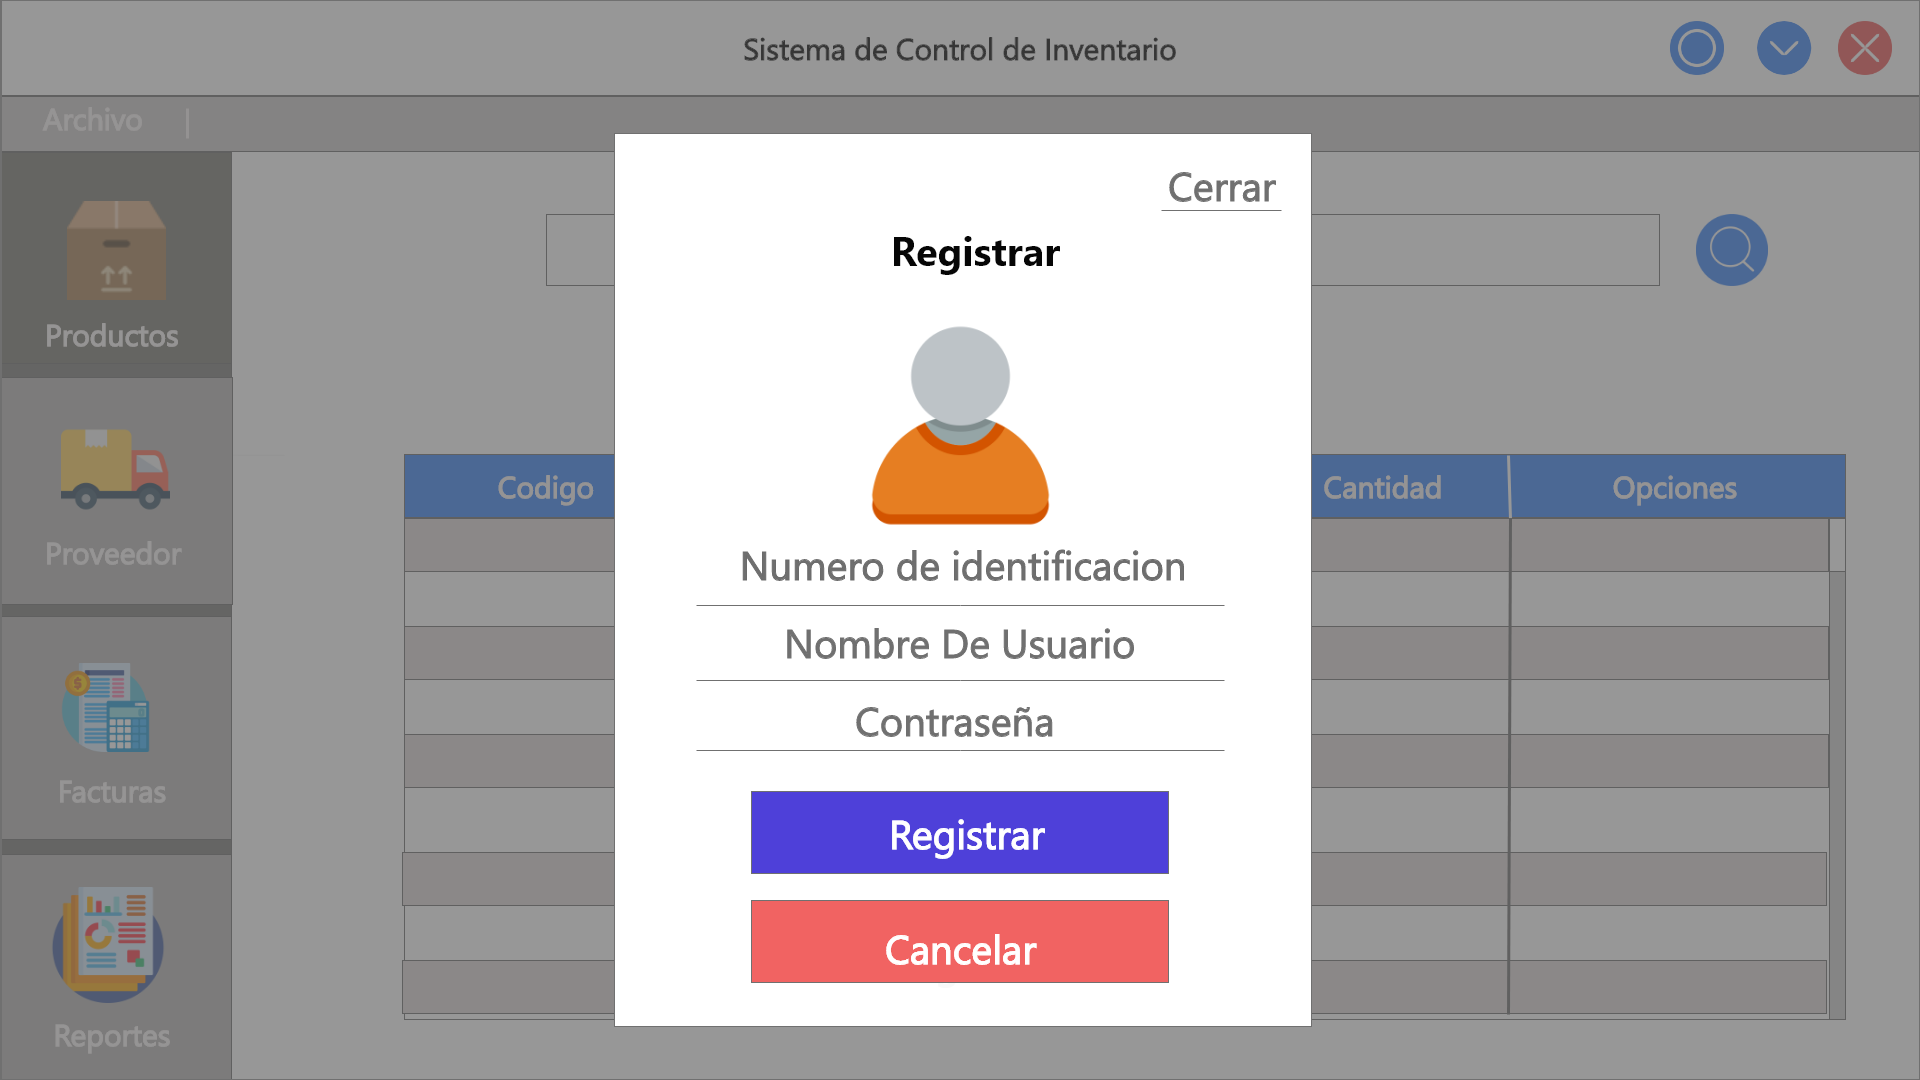 Sistema de Control de Inventario
Archivo
Cerrar
Registrar
Productos
Proveedor
Facturas
Reportes
Codigo
Cantidad
Opciones
Numero de identificacion
Nombre De Usuario
Contraseña
Registrar
Cancelar